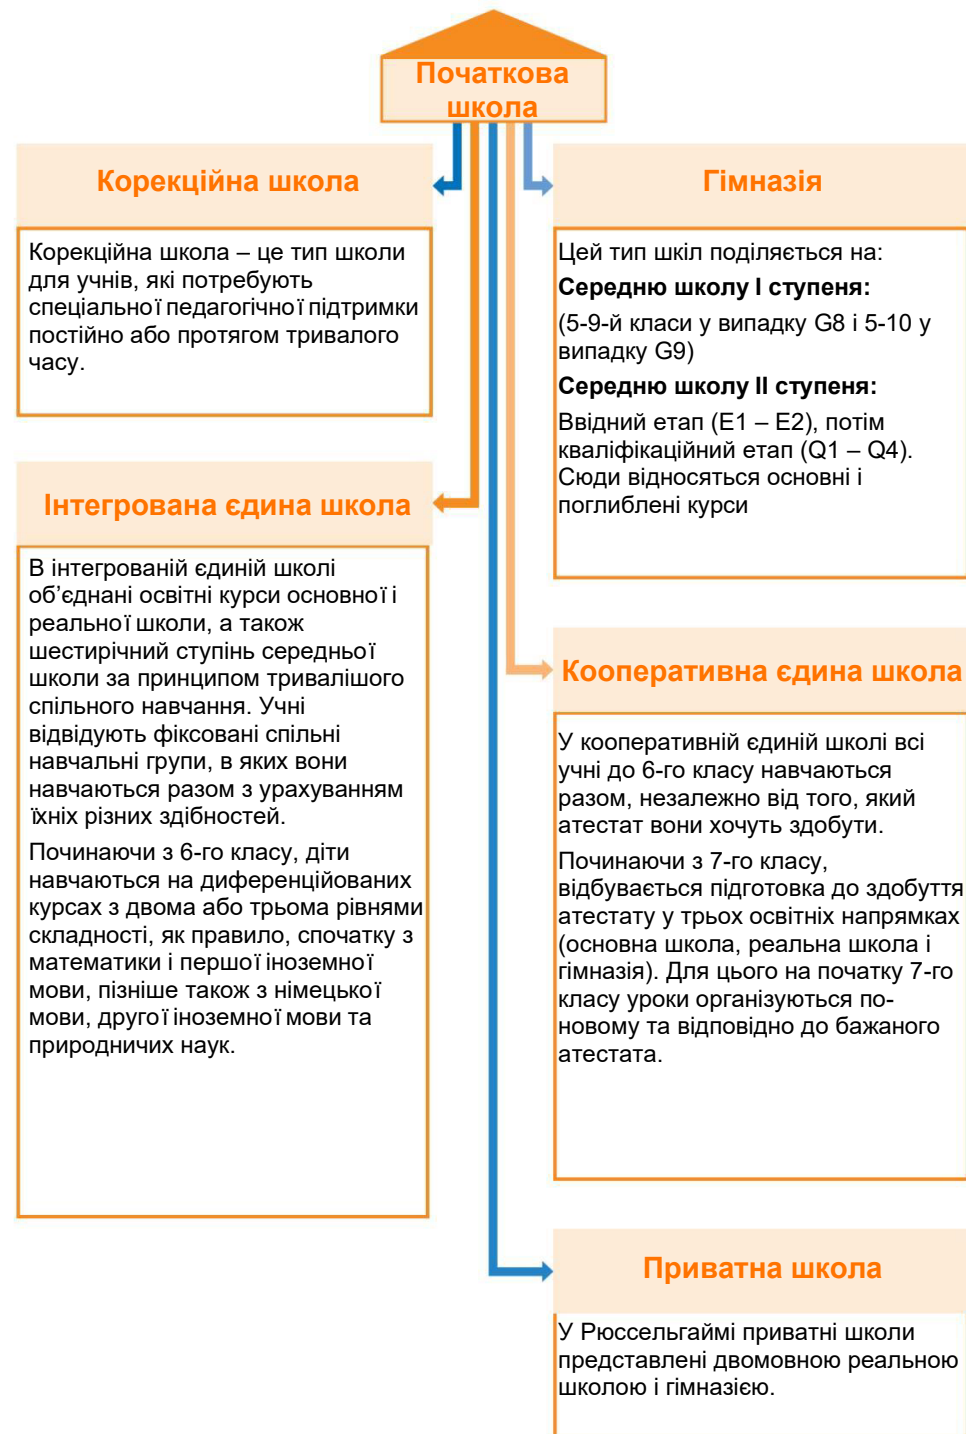 Початкова
школа
Корекційна школа
Корекційна школа – це тип школи
для учнів, які потребують
спеціальної педагогічної підтримки
постійно або протягом тривалого
часу.
Гімназія
Цей тип шкіл поділяється на:
Середню школу I ступеня:
(5-9-й класи у випадку G8 і 5-10 у
випадку G9)
Середню школу II ступеня:
Ввідний етап (E1 – E2), потім
кваліфікаційний етап (Q1 – Q4).
Сюди відносяться основні і
поглиблені курси
Інтегрована єдина школа
В інтегрованій єдиній школі
об’єднані освітні курси основної і
реальної школи, а також
шестирічний ступінь середньої
школи за принципом тривалішого
спільного навчання. Учні
відвідують фіксовані спільні
навчальні групи, в яких вони
навчаються разом з урахуванням
їхніх різних здібностей.
Починаючи з 6-го класу, діти
навчаються на диференційованих
курсах з двома або трьома рівнями
складності, як правило, спочатку з
математики і першої іноземної
мови, пізніше також з німецької
мови, другої іноземної мови та
природничих наук.
Кооперативна єдина школа
У кооперативній єдиній школі всі
учні до 6-го класу навчаються
разом, незалежно від того, який
атестат вони хочуть здобути.
Починаючи з 7-го класу,
відбувається підготовка до здобуття
атестату у трьох освітніх напрямках
(основна школа, реальна школа і
гімназія). Для цього на початку 7-го
класу уроки організуються по-
новому та відповідно до бажаного
атестата.
Приватна школа
У Рюссельгаймі приватні школи
представлені двомовною реальною
школою і гімназією.